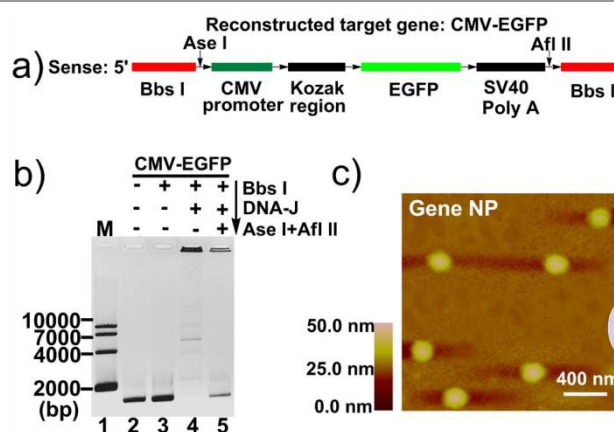 Reconstructed target gene: CMV-EGFP
a) Sense: 5'
Ase I
Afl II
Bbs I
CMV promoter
Kozak region
EGFP
SV40 Poly A
Bbs I
b)
CMV-EGFP
- + + + Bbs I
- - + + DNA-J
- - - + Ase I+Afl II
M
10000
7000
4000
2000
(bp)
1 2 3 4 5
c)
Gene NP
50.0 nm
25.0 nm
0.0 nm
400 nm